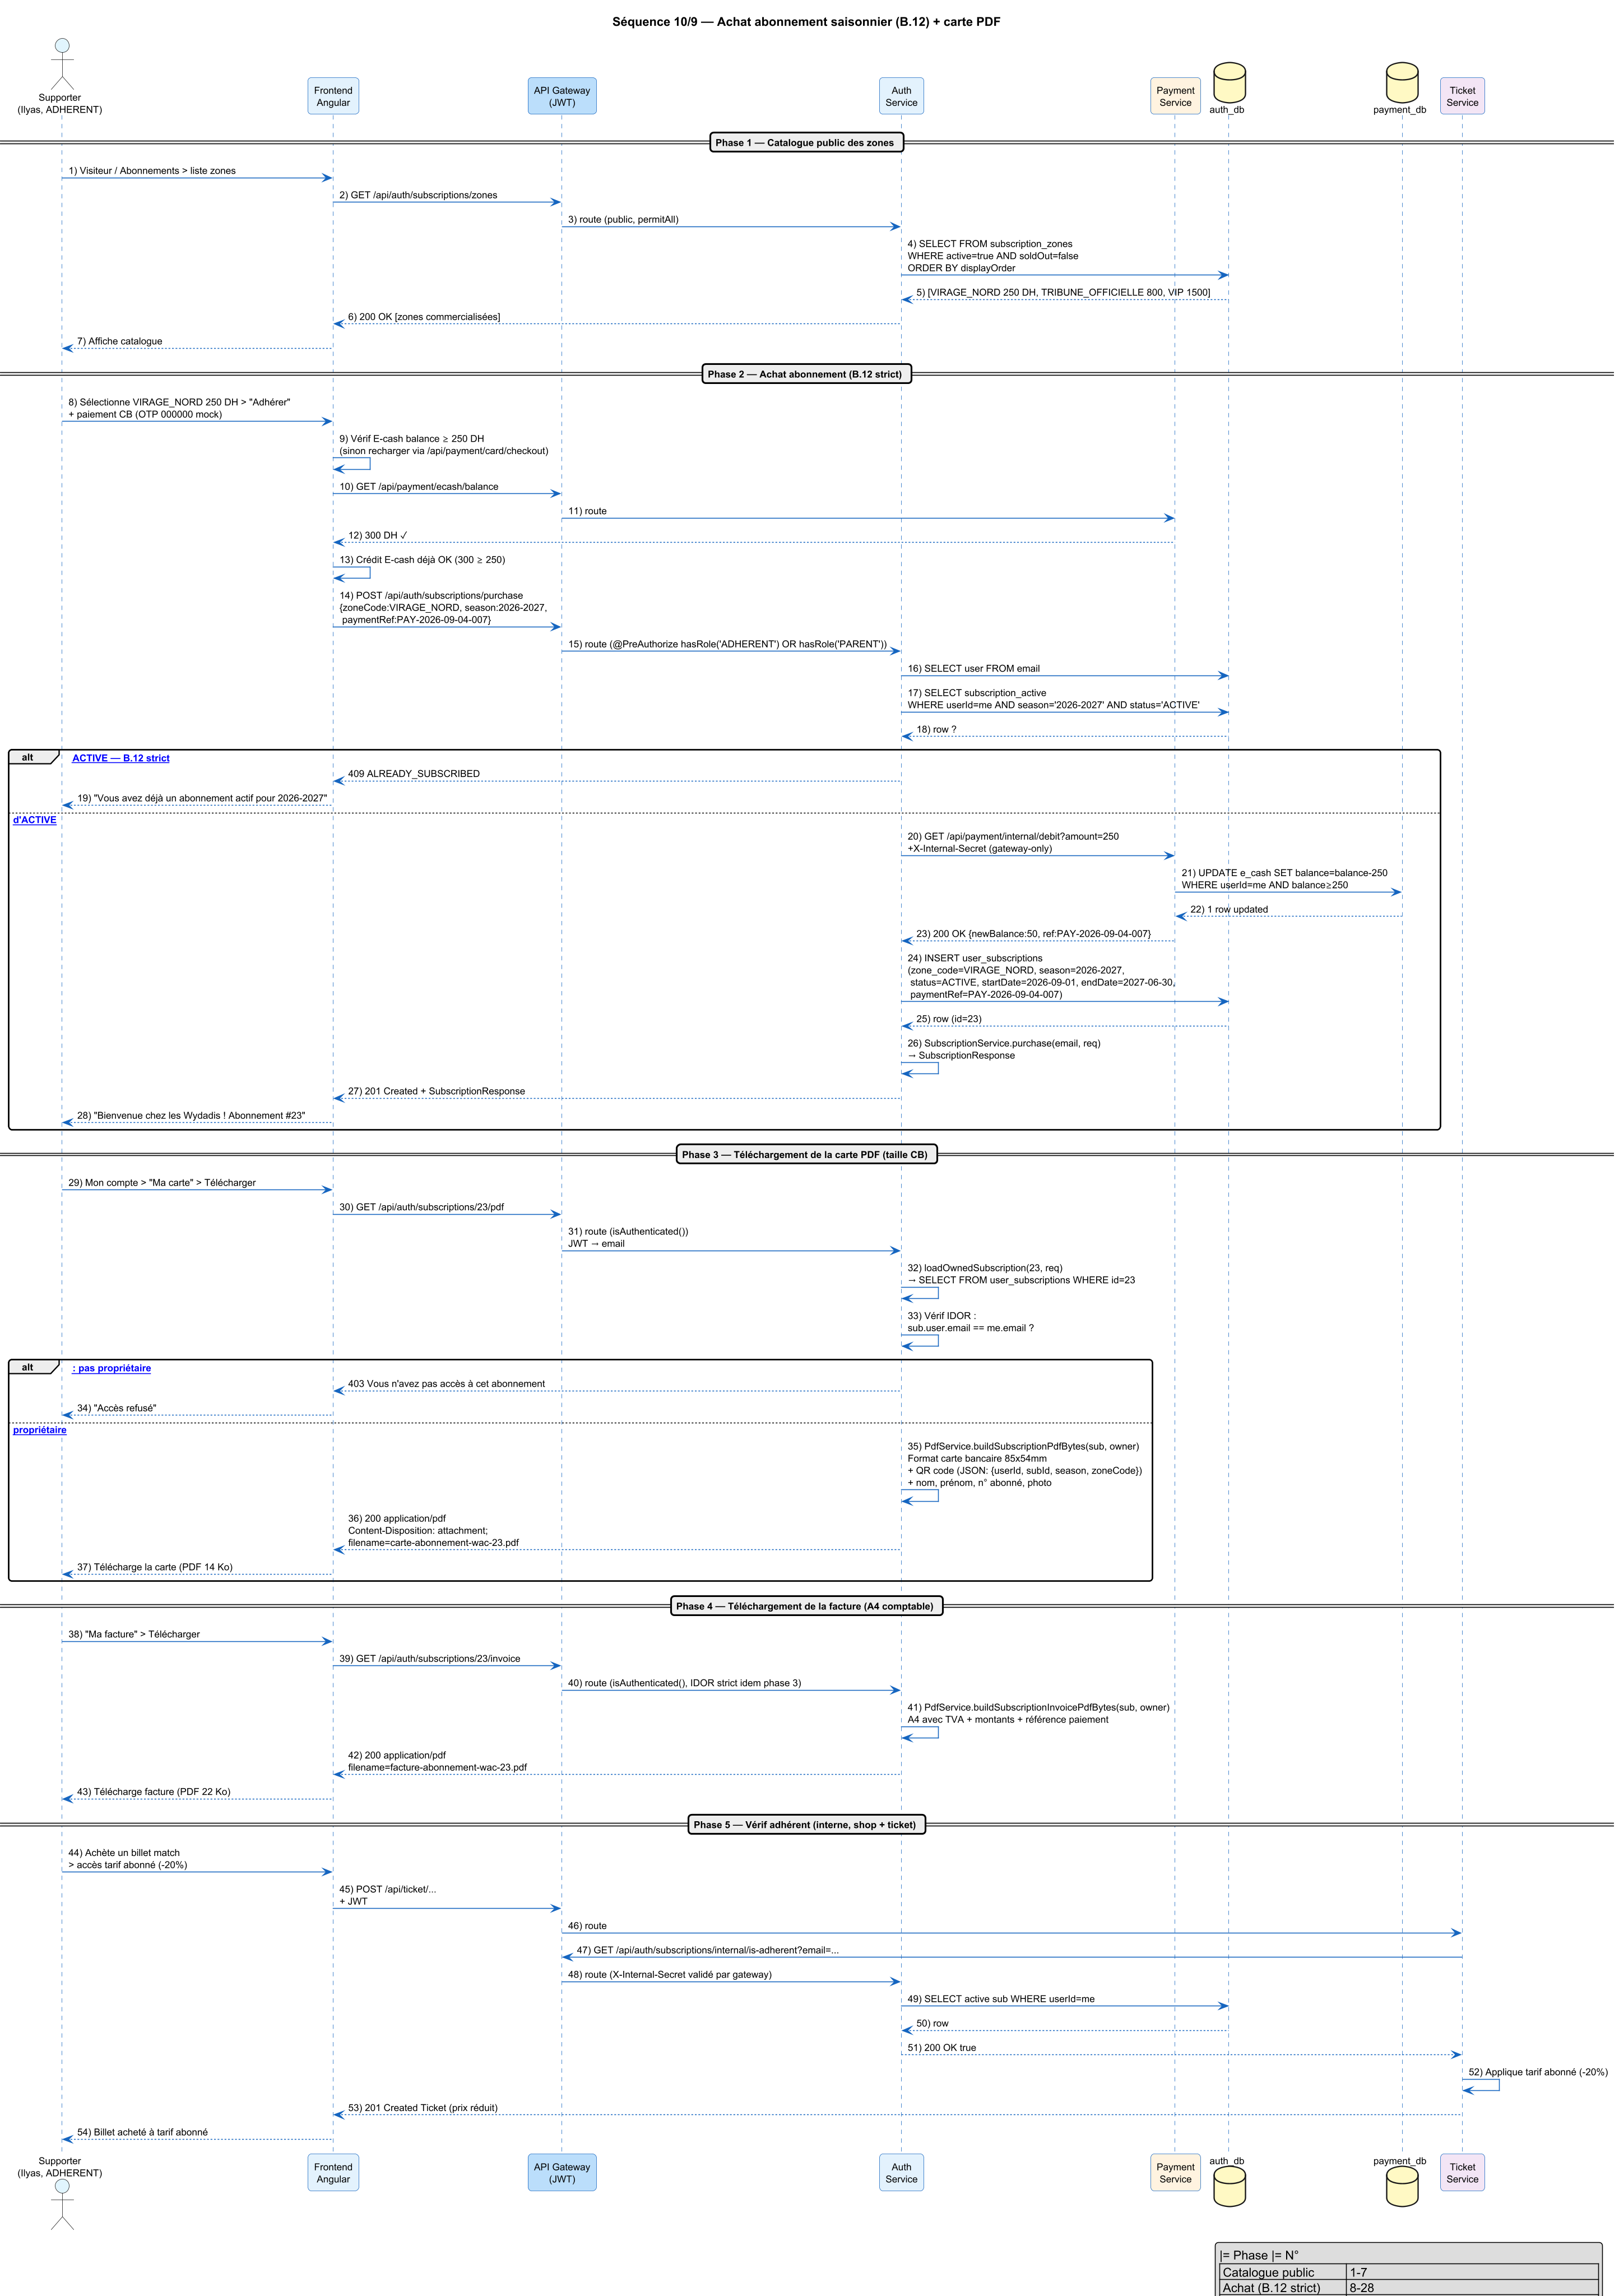 Séquence 10/9 — Achat abonnement saisonnier (B.12) + carte PDF
Supporter
(Ilyas, ADHERENT)
Frontend
Angular
API Gateway
(JWT)
Auth
Service
Payment
Service
auth_db
payment_db
Ticket
Service
Phase 1 — Catalogue public des zones
1) Visiteur / Abonnements > liste zones
2) GET /api/auth/subscriptions/zones
3) route (public, permitAll)
4) SELECT FROM subscription_zones
WHERE active=true AND soldOut=false
ORDER BY displayOrder
5) [VIRAGE_NORD 250 DH, TRIBUNE_OFFICIELLE 800, VIP 1500]
6) 200 OK [zones commercialisées]
7) Affiche catalogue
Phase 2 — Achat abonnement (B.12 strict)
8) Sélectionne VIRAGE_NORD 250 DH > "Adhérer"
+ paiement CB (OTP 000000 mock)
9) Vérif E-cash balance ≥ 250 DH
(sinon recharger via /api/payment/card/checkout)
10) GET /api/payment/ecash/balance
11) route
12) 300 DH ✓
13) Crédit E-cash déjà OK (300 ≥ 250)
14) POST /api/auth/subscriptions/purchase
{zoneCode:VIRAGE_NORD, season:2026-2027,
paymentRef:PAY-2026-09-04-007}
15) route (@PreAuthorize hasRole('ADHERENT') OR hasRole('PARENT'))
16) SELECT user FROM email
17) SELECT subscription_active
WHERE userId=me AND season='2026-2027' AND status='ACTIVE'
18) row ?
alt
ACTIVE — B.12 strict
409 ALREADY_SUBSCRIBED
19) "Vous avez déjà un abonnement actif pour 2026-2027"
d'ACTIVE
20) GET /api/payment/internal/debit?amount=250
+X-Internal-Secret (gateway-only)
21) UPDATE e_cash SET balance=balance-250
WHERE userId=me AND balance≥250
22) 1 row updated
23) 200 OK {newBalance:50, ref:PAY-2026-09-04-007}
24) INSERT user_subscriptions
(zone_code=VIRAGE_NORD, season=2026-2027,
status=ACTIVE, startDate=2026-09-01, endDate=2027-06-30,
paymentRef=PAY-2026-09-04-007)
25) row (id=23)
26) SubscriptionService.purchase(email, req)
→ SubscriptionResponse
27) 201 Created + SubscriptionResponse
28) "Bienvenue chez les Wydadis ! Abonnement #23"
Phase 3 — Téléchargement de la carte PDF (taille CB)
29) Mon compte > "Ma carte" > Télécharger
30) GET /api/auth/subscriptions/23/pdf
31) route (isAuthenticated())
JWT → email
32) loadOwnedSubscription(23, req)
→ SELECT FROM user_subscriptions WHERE id=23
33) Vérif IDOR :
sub.user.email == me.email ?
alt
: pas propriétaire
403 Vous n'avez pas accès à cet abonnement
34) "Accès refusé"
propriétaire
35) PdfService.buildSubscriptionPdfBytes(sub, owner)
Format carte bancaire 85x54mm
+ QR code (JSON: {userId, subId, season, zoneCode})
+ nom, prénom, n° abonné, photo
36) 200 application/pdf
Content-Disposition: attachment;
filename=carte-abonnement-wac-23.pdf
37) Télécharge la carte (PDF 14 Ko)
Phase 4 — Téléchargement de la facture (A4 comptable)
38) "Ma facture" > Télécharger
39) GET /api/auth/subscriptions/23/invoice
40) route (isAuthenticated(), IDOR strict idem phase 3)
41) PdfService.buildSubscriptionInvoicePdfBytes(sub, owner)
A4 avec TVA + montants + référence paiement
42) 200 application/pdf
filename=facture-abonnement-wac-23.pdf
43) Télécharge facture (PDF 22 Ko)
Phase 5 — Vérif adhérent (interne, shop + ticket)
44) Achète un billet match
> accès tarif abonné (-20%)
45) POST /api/ticket/...
+ JWT
46) route
47) GET /api/auth/subscriptions/internal/is-adherent?email=...
48) route (X-Internal-Secret validé par gateway)
49) SELECT active sub WHERE userId=me
50) row
51) 200 OK true
52) Applique tarif abonné (-20%)
53) 201 Created Ticket (prix réduit)
54) Billet acheté à tarif abonné
Supporter
(Ilyas, ADHERENT)
Frontend
Angular
API Gateway
(JWT)
Auth
Service
Payment
Service
auth_db
payment_db
Ticket
Service
|= Phase |= N°
Catalogue public 1-7
Achat (B.12 strict) 8-28